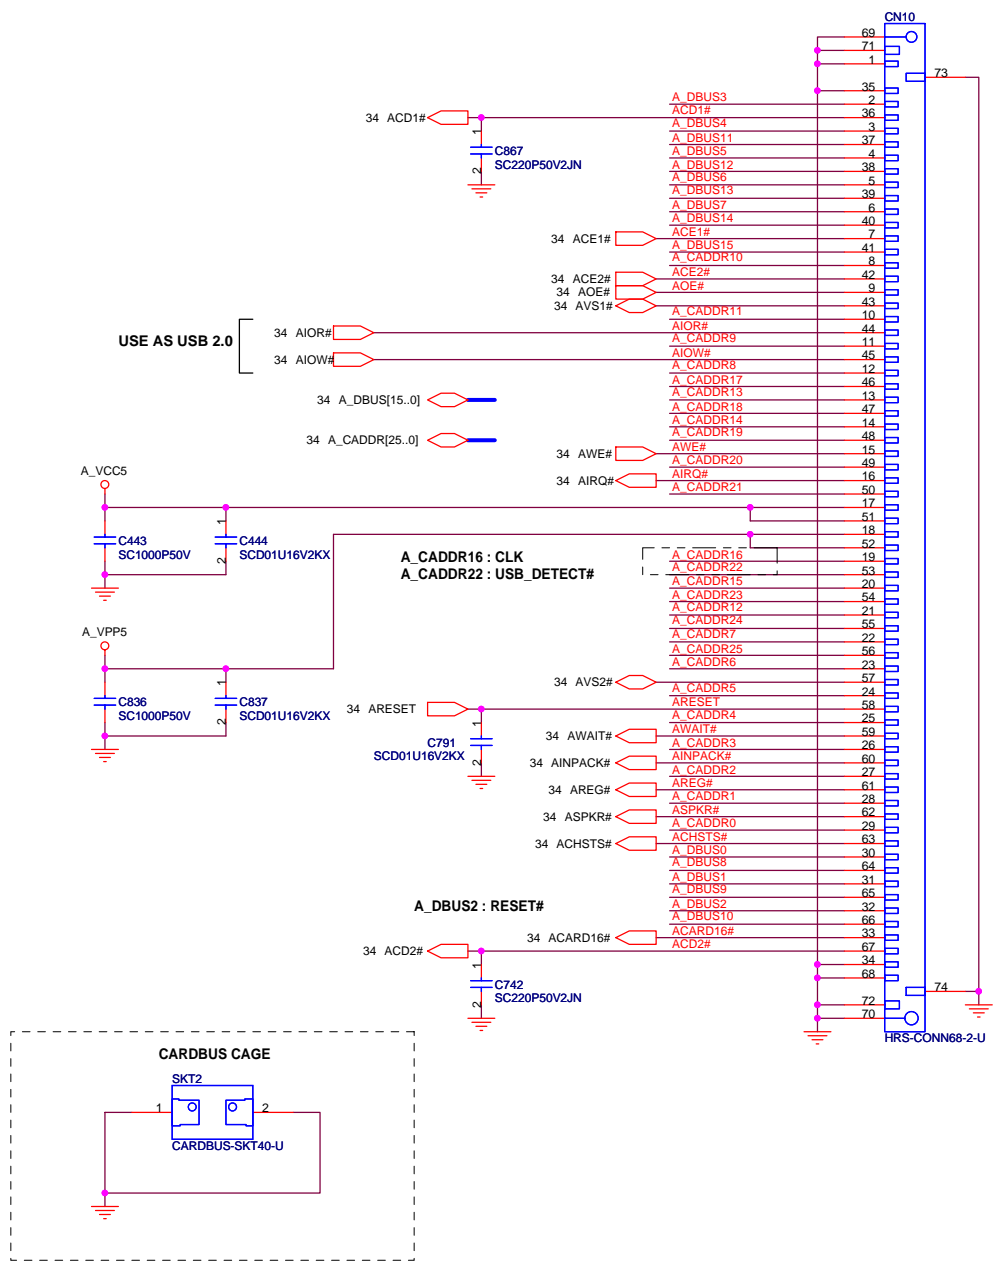 CN10
69
71
1
73
35
A_DBUS3 2
34 ACD1# ACD1# 36
A_DBUS4 3
1
C867
SC220P50V2JN
2
A_DBUS11 37
A_DBUS5 4
A_DBUS12 38
A_DBUS6 5
A_DBUS13 39
A_DBUS7 6
A_DBUS14 40
34 ACE1# ACE1# 7
A_DBUS15 41
A_CADDR10 8
34 ACE2# ACE2# 42
34 AOE# AOE# 9
34 AVS1# 43
A_CADDR11 10
USE AS USB 2.0
34 AIOR# AIOR# 44
A_CADDR9 11
34 AIOW# AIOW# 45
A_CADDR8 12
A_CADDR17 46
34 A_DBUS[15..0] A_CADDR13 13
A_CADDR18 47
A_CADDR14 14
34 A_CADDR[25..0] A_CADDR19 48
34 AWE# AWE# 15
A_CADDR20 49
34 AIRQ# AIRQ# 16
A_CADDR21 50
A_VCC5
17
51
18
52
C443
SC1000P50V
1
C444
SCD01U16V2KX
2
A_CADDR16 : CLK
A_CADDR22 : USB_DETECT#
A_CADDR16 19
A_CADDR22 53
A_CADDR15 20
A_CADDR23 54
A_CADDR12 21
A_CADDR24 55
A_CADDR7 22
A_CADDR25 56
A_CADDR6 23
A_VPP5
C836
SC1000P50V
1
C837
SCD01U16V2KX
2
34 AVS2# 57
A_CADDR5 24
34 ARESET ARESET 58
A_CADDR4 25
1
C791
SCD01U16V2KX
2
34 AWAIT# AWAIT# 59
A_CADDR3 26
34 AINPACK# AINPACK# 60
A_CADDR2 27
34 AREG# AREG# 61
A_CADDR1 28
34 ASPKR# ASPKR# 62
A_CADDR0 29
34 ACHSTS# ACHSTS# 63
A_DBUS0 30
A_DBUS8 64
A_DBUS1 31
A_DBUS9 65
A_DBUS2 : RESET#
A_DBUS2 32
A_DBUS10 66
34 ACARD16# ACARD16# 33
34 ACD2# ACD2# 67
34
68
1
C742
SC220P50V2JN
2
74
72
70
HRS-CONN68-2-U
CARDBUS CAGE
SKT2
1
2
CARDBUS-SKT40-U